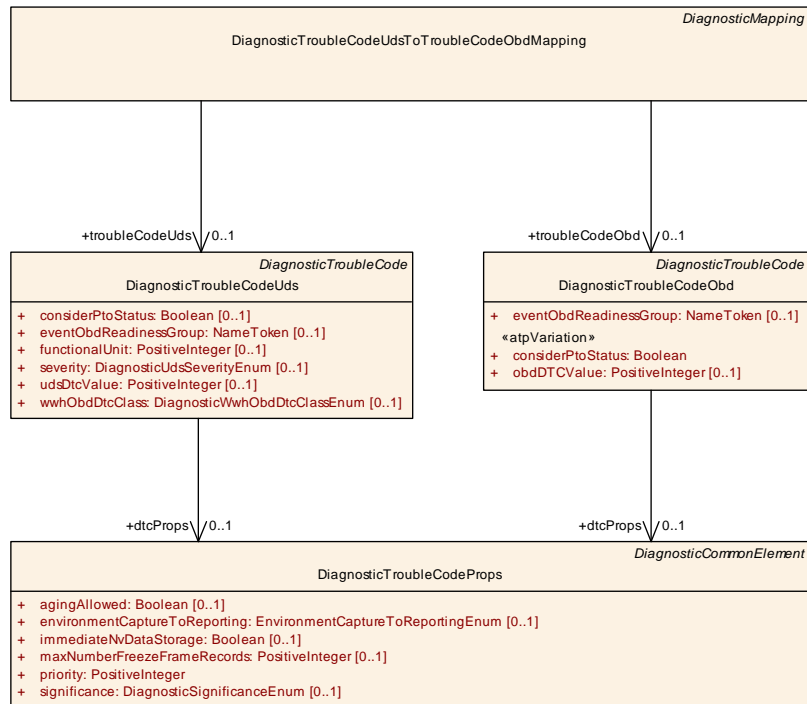 DiagnosticMapping
DiagnosticTroubleCodeUdsToTroubleCodeObdMapping
+troubleCodeUds 0..1
+troubleCodeObd 0..1
DiagnosticTroubleCode
DiagnosticTroubleCodeUds
+ considerPtoStatus: Boolean [0..1]
+ eventObdReadinessGroup: NameToken [0..1]
+ functionalUnit: PositiveInteger [0..1]
+ severity: DiagnosticUdsSeverityEnum [0..1]
+ udsDtcValue: PositiveInteger [0..1]
+ wwhObdDtcClass: DiagnosticWwhObdDtcClassEnum [0..1]
DiagnosticTroubleCode
DiagnosticTroubleCodeObd
+ eventObdReadinessGroup: NameToken [0..1]
«atpVariation»
+ considerPtoStatus: Boolean
+ obdDTCValue: PositiveInteger [0..1]
+dtcProps 0..1
+dtcProps 0..1
DiagnosticCommonElement
DiagnosticTroubleCodeProps
+ agingAllowed: Boolean [0..1]
+ environmentCaptureToReporting: EnvironmentCaptureToReportingEnum [0..1]
+ immediateNvDataStorage: Boolean [0..1]
+ maxNumberFreezeFrameRecords: PositiveInteger [0..1]
+ priority: PositiveInteger
+ significance: DiagnosticSignificanceEnum [0..1]